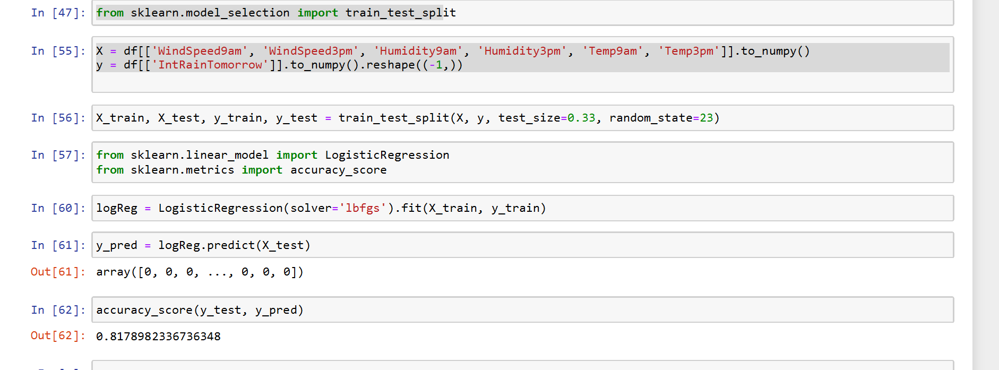 In [47]: from sklearn.model_selection import train_test_split
In [55]: X = df[['WindSpeed9am', 'WindSpeed3pm', 'Humidity9am', 'Humidity3pm', 'Temp9am', 'Temp3pm']].to_numpy()
y = df[['IntRainTomorrow']].to_numpy().reshape((-1,))
In [56]: X_train, X_test, y_train, y_test = train_test_split(X, y, test_size=0.33, random_state=23)
In [57]: from sklearn.linear_model import LogisticRegression
from sklearn.metrics import accuracy_score
In [60]: logReg = LogisticRegression(solver='lbfgs').fit(X_train, y_train)
In [61]: y_pred = logReg.predict(X_test)
Out[61]: array([0, 0, 0, ..., 0, 0, 0])
In [62]: accuracy_score(y_test, y_pred)
Out[62]: 0.8178982336736348